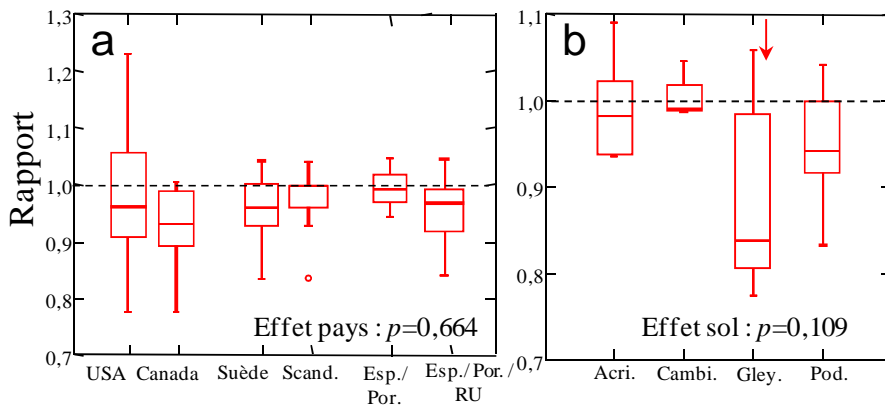 a
Rapport
1,3
1,2
1,1
1,0
0,9
0,8
0,7
Effet pays : p=0,664
USA Canada Suède Scand. Esp./ Por. Esp./Por./ RU
b
1,1
1,0
0,9
0,8
0,7
Effet sol : p=0,109
Acri. Cambi. Gley. Pod.